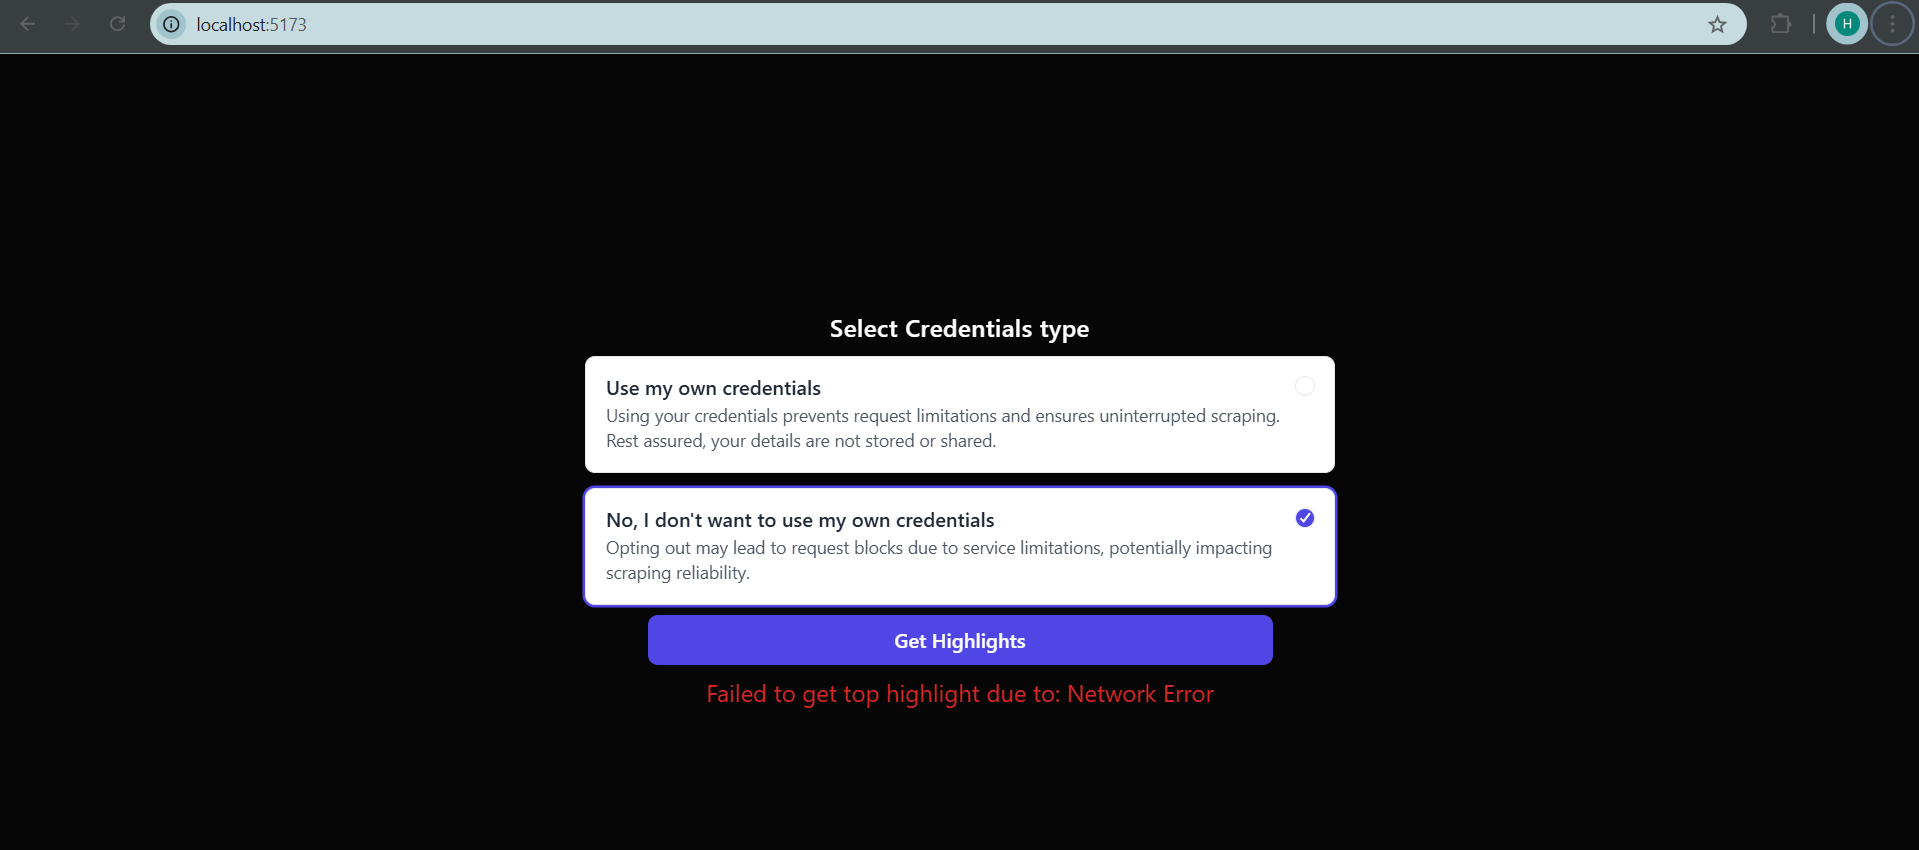 localhost:5173
H
Select Credentials type
Use my own credentials
Using your credentials prevents request limitations and ensures uninterrupted scraping.
Rest assured, your details are not stored or shared.
No, I don't want to use my own credentials
Opting out may lead to request blocks due to service limitations, potentially impacting
scraping reliability.
Get Highlights
Failed to get top highlight due to: Network Error